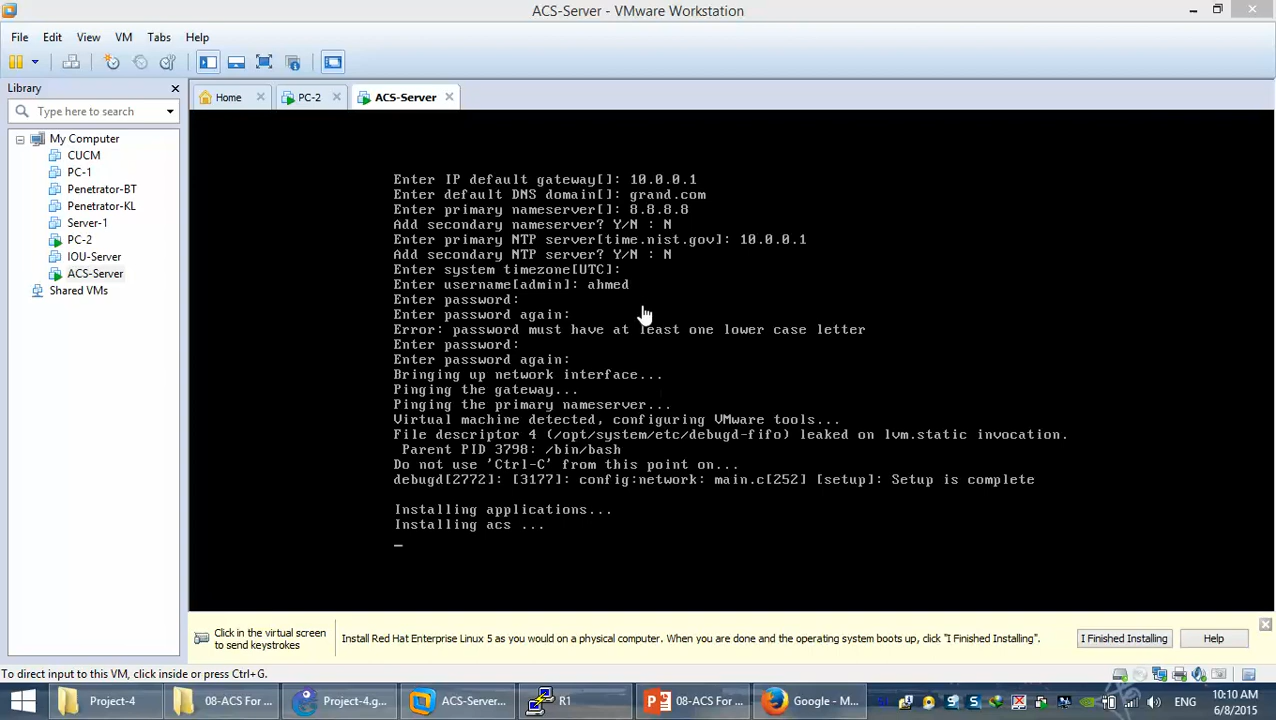 ACS-Server - VMware Workstation
File Edit View VM Tabs Help
Library
Type here to search
My Computer
CUCM
PC-1
Penetrator-BT
Penetrator-KL
Server-1
PC-2
IOU-Server
ACS-Server
Shared VMs
Home PC-2 ACS-Server
Enter IP default gateway[]: 10.0.0.1
Enter default DNS domain[]: grand.com
Enter primary nameserver[]: 8.8.8.8
Add secondary nameserver? Y/N : N
Enter primary NTP server[time.nist.gov]: 10.0.0.1
Add secondary NTP server? Y/N : N
Enter system timezone[UTC]:
Enter username[admin]: ahmed
Enter password:
Enter password again:
Error: password must have at least one lower case letter
Enter password:
Enter password again:
Bringing up network interface...
Pinging the gateway...
Pinging the primary nameserver...
Virtual machine detected, configuring VMware tools...
File descriptor 4 (/opt/system/etc/debugd-fifo) leaked on lvm.static invocation.
Parent PID 3798: /bin/bash
Do not use 'Ctrl-C' from this point on...
debugd[2772]: [3177]: config:network: main.c[252] [setup]: Setup is complete
Installing applications...
Installing acs ...
_
Click in the virtual screen
to send keystrokes
Install Red Hat Enterprise Linux 5 as you would on a physical computer. When you are done and the operating system boots up, click "I Finished Installing".
I Finished Installing
Help
To direct input to this VM, click inside or press Ctrl+G.
Project-4
08-ACS For ...
Project-4.g...
ACS-Server...
R1
08-ACS For ...
Google - M...
ENG
10:10 AM
6/8/2015